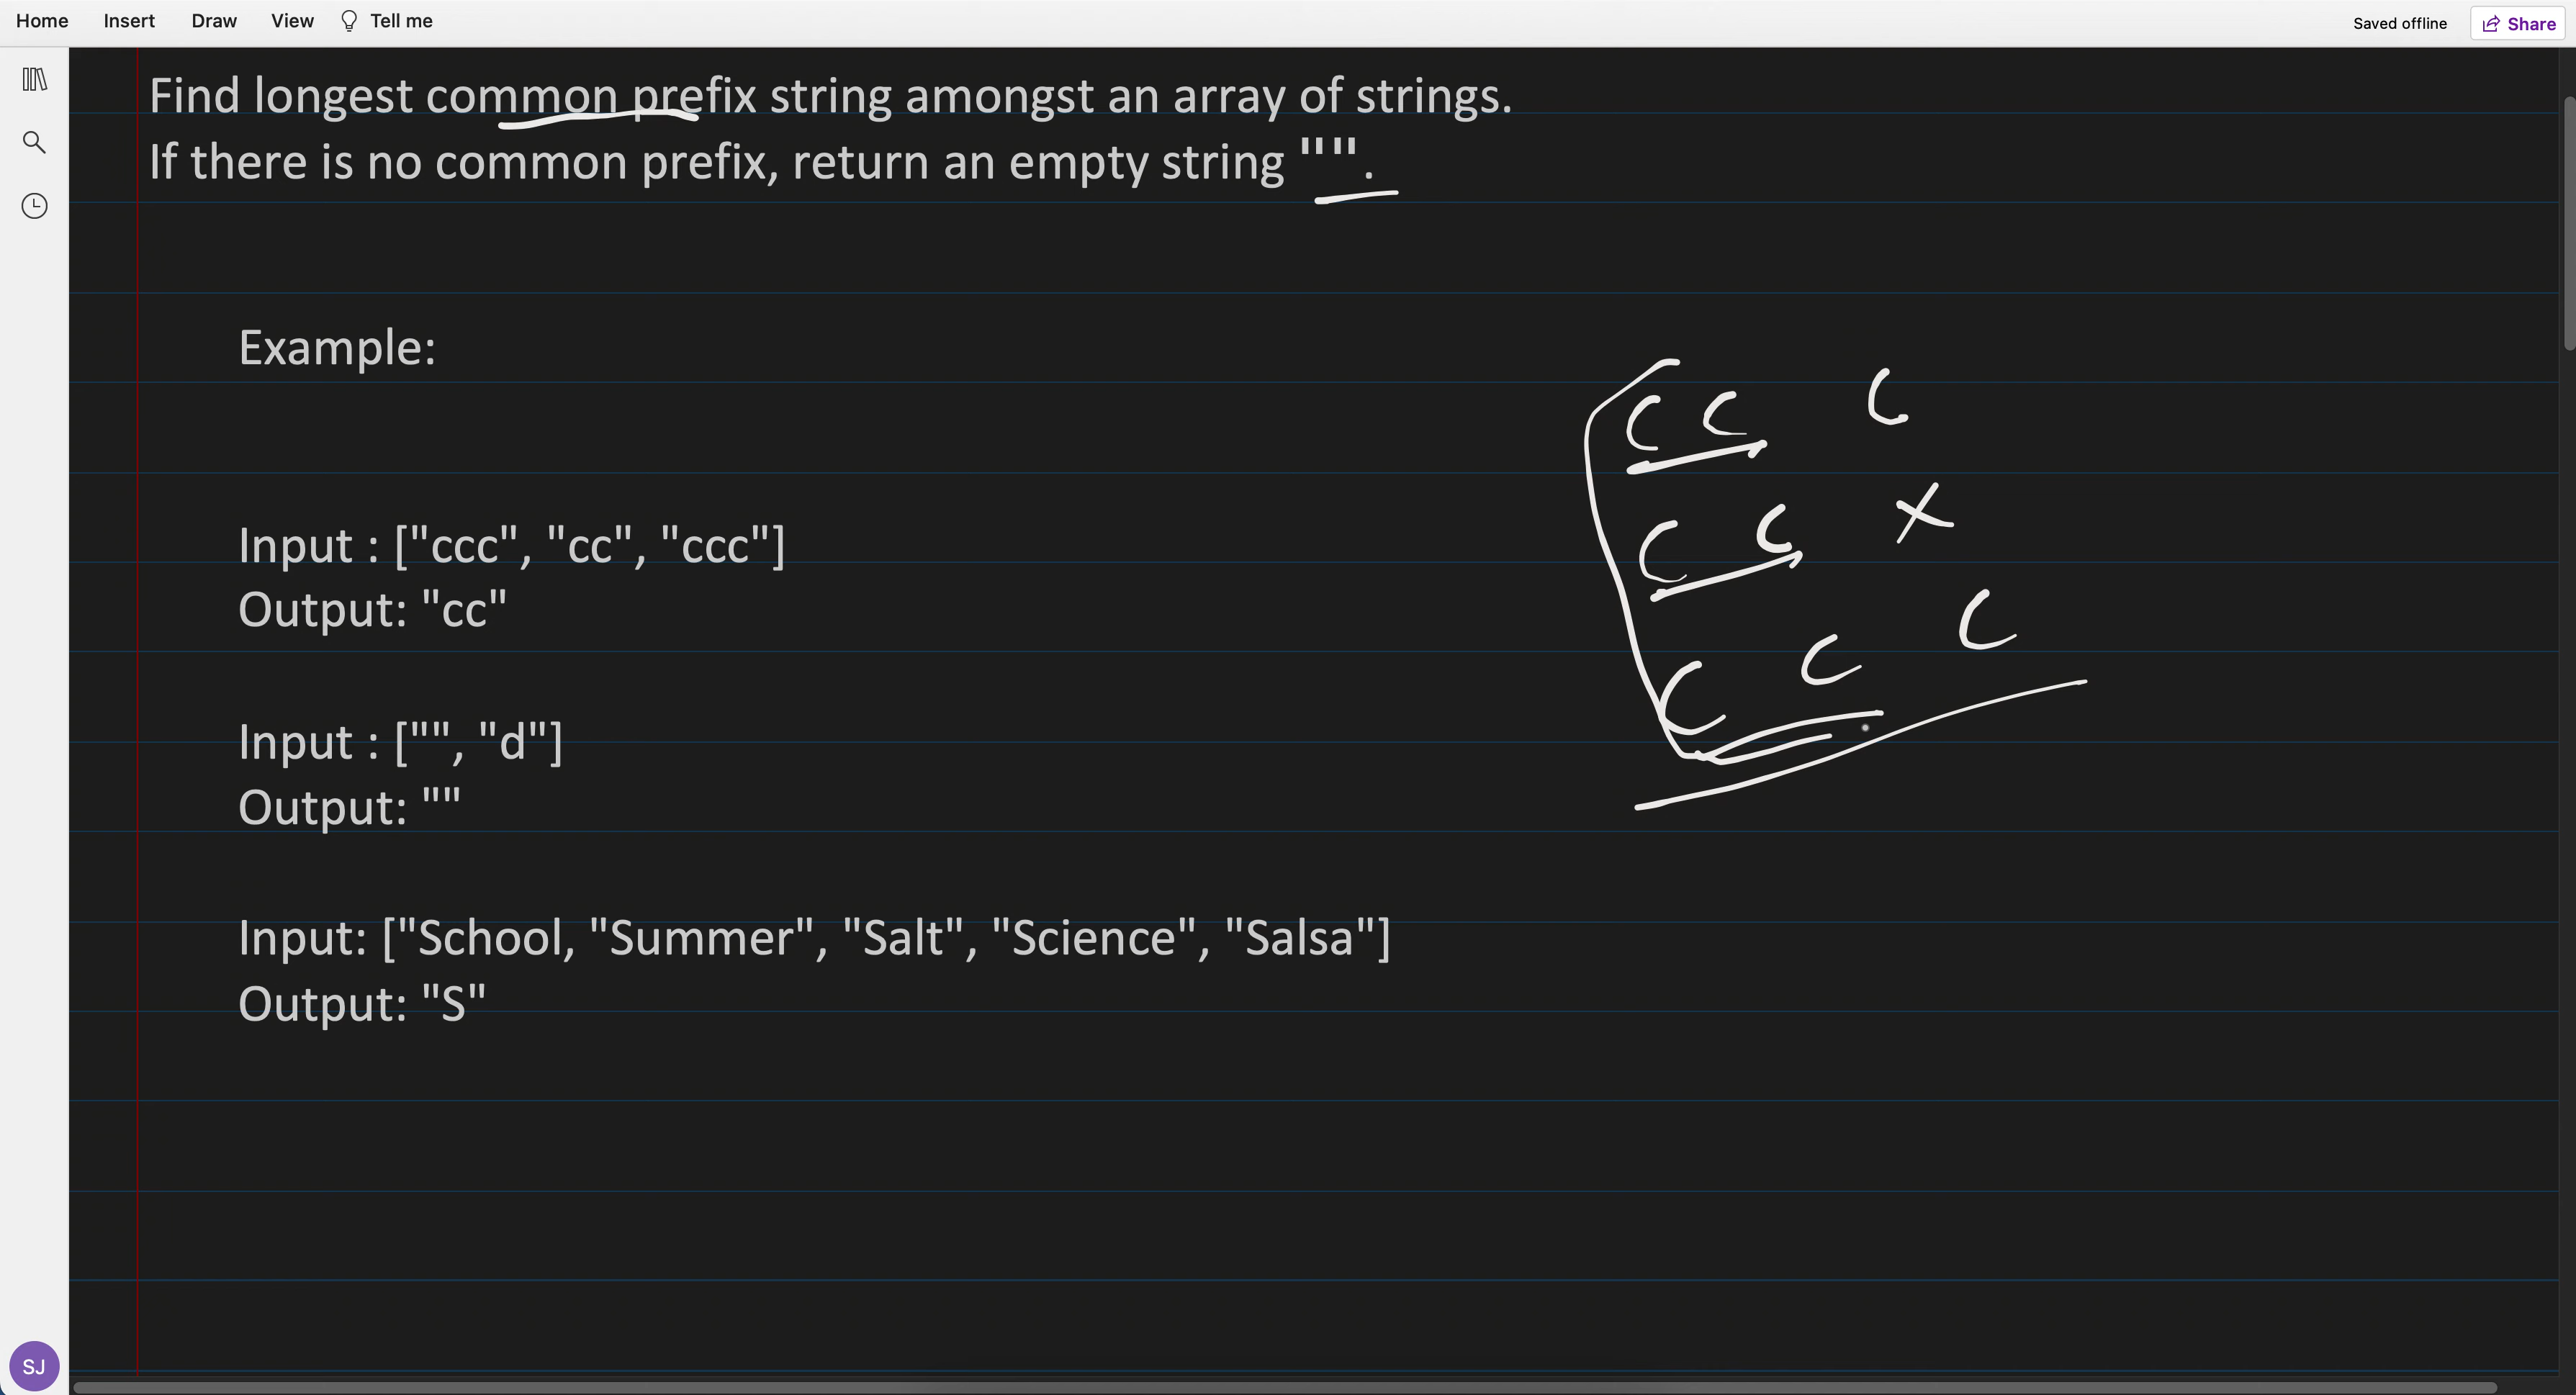 Home Insert Draw View Tell me Saved offline Share
Find longest common prefix string amongst an array of strings.
If there is no common prefix, return an empty string "".
Example:
Input : ["ccc", "cc", "ccc"]
Output: "cc"
Input : ["", "d"]
Output: ""
Input: ["School, "Summer", "Salt", "Science", "Salsa"]
Output: "S"
c c c
c c x
c c c
SJ